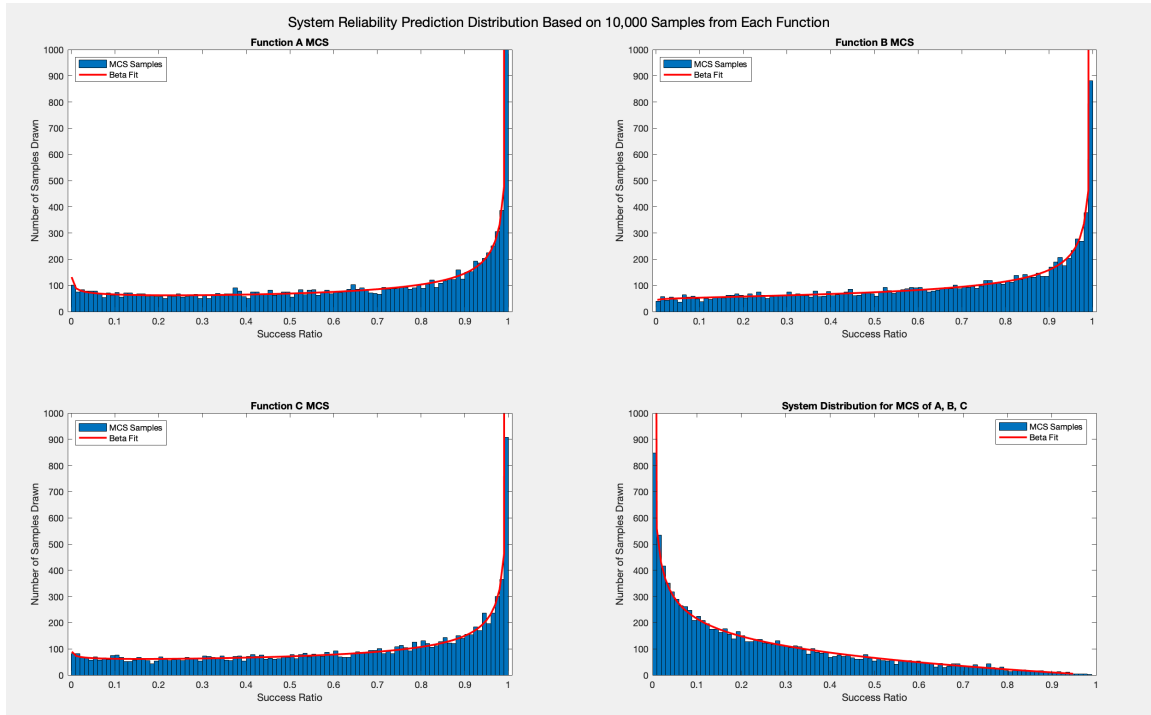 System Reliability Prediction Distribution Based on 10,000 Samples from Each Function
Function A MCS
1000
900
800
700
600
500
400
300
200
100
0
Number of Samples Drawn
MCS Samples
Beta Fit
0 0.1 0.2 0.3 0.4 0.5 0.6 0.7 0.8 0.9 1
Success Ratio
Function B MCS
1000
900
800
700
600
500
400
300
200
100
0
Number of Samples Drawn
MCS Samples
Beta Fit
0 0.1 0.2 0.3 0.4 0.5 0.6 0.7 0.8 0.9 1
Success Ratio
Function C MCS
1000
900
800
700
600
500
400
300
200
100
0
Number of Samples Drawn
MCS Samples
Beta Fit
0 0.1 0.2 0.3 0.4 0.5 0.6 0.7 0.8 0.9 1
Success Ratio
System Distribution for MCS of A, B, C
1000
900
800
700
600
500
400
300
200
100
0
Number of Samples Drawn
MCS Samples
Beta Fit
0 0.1 0.2 0.3 0.4 0.5 0.6 0.7 0.8 0.9 1
Success Ratio